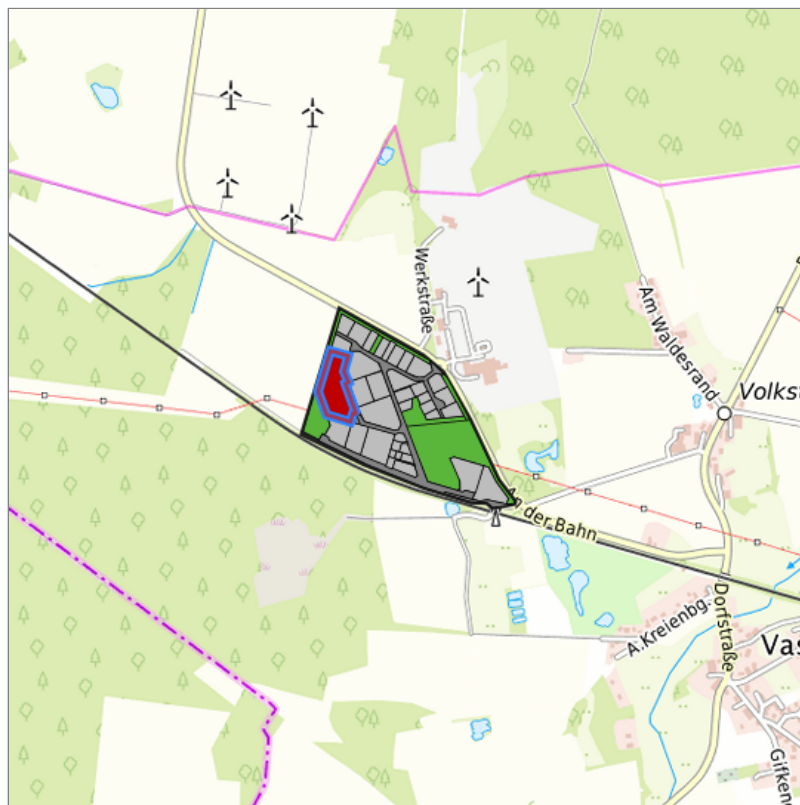 Werkstraße
Am Waldesrand
Volkst
An der Bahn
A.Kreienbg.
Dorfstraße
Vas
Gifken